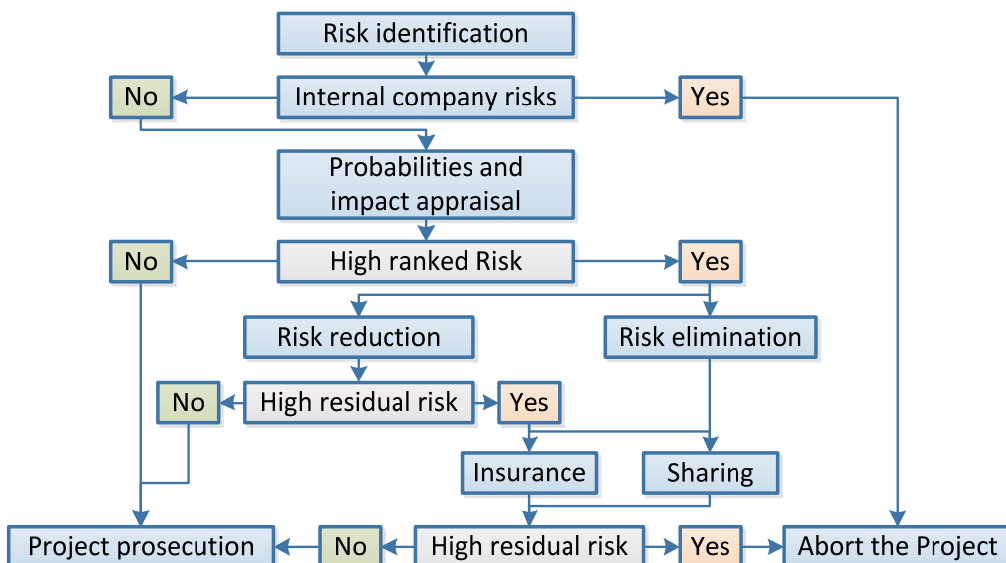 Risk identification
No
Internal company risks
Yes
Probabilities and
impact appraisal
No
High ranked Risk
Yes
Risk reduction
Risk elimination
No
High residual risk
Yes
Insurance
Sharing
Project prosecution
No
High residual risk
Yes
Abort the Project